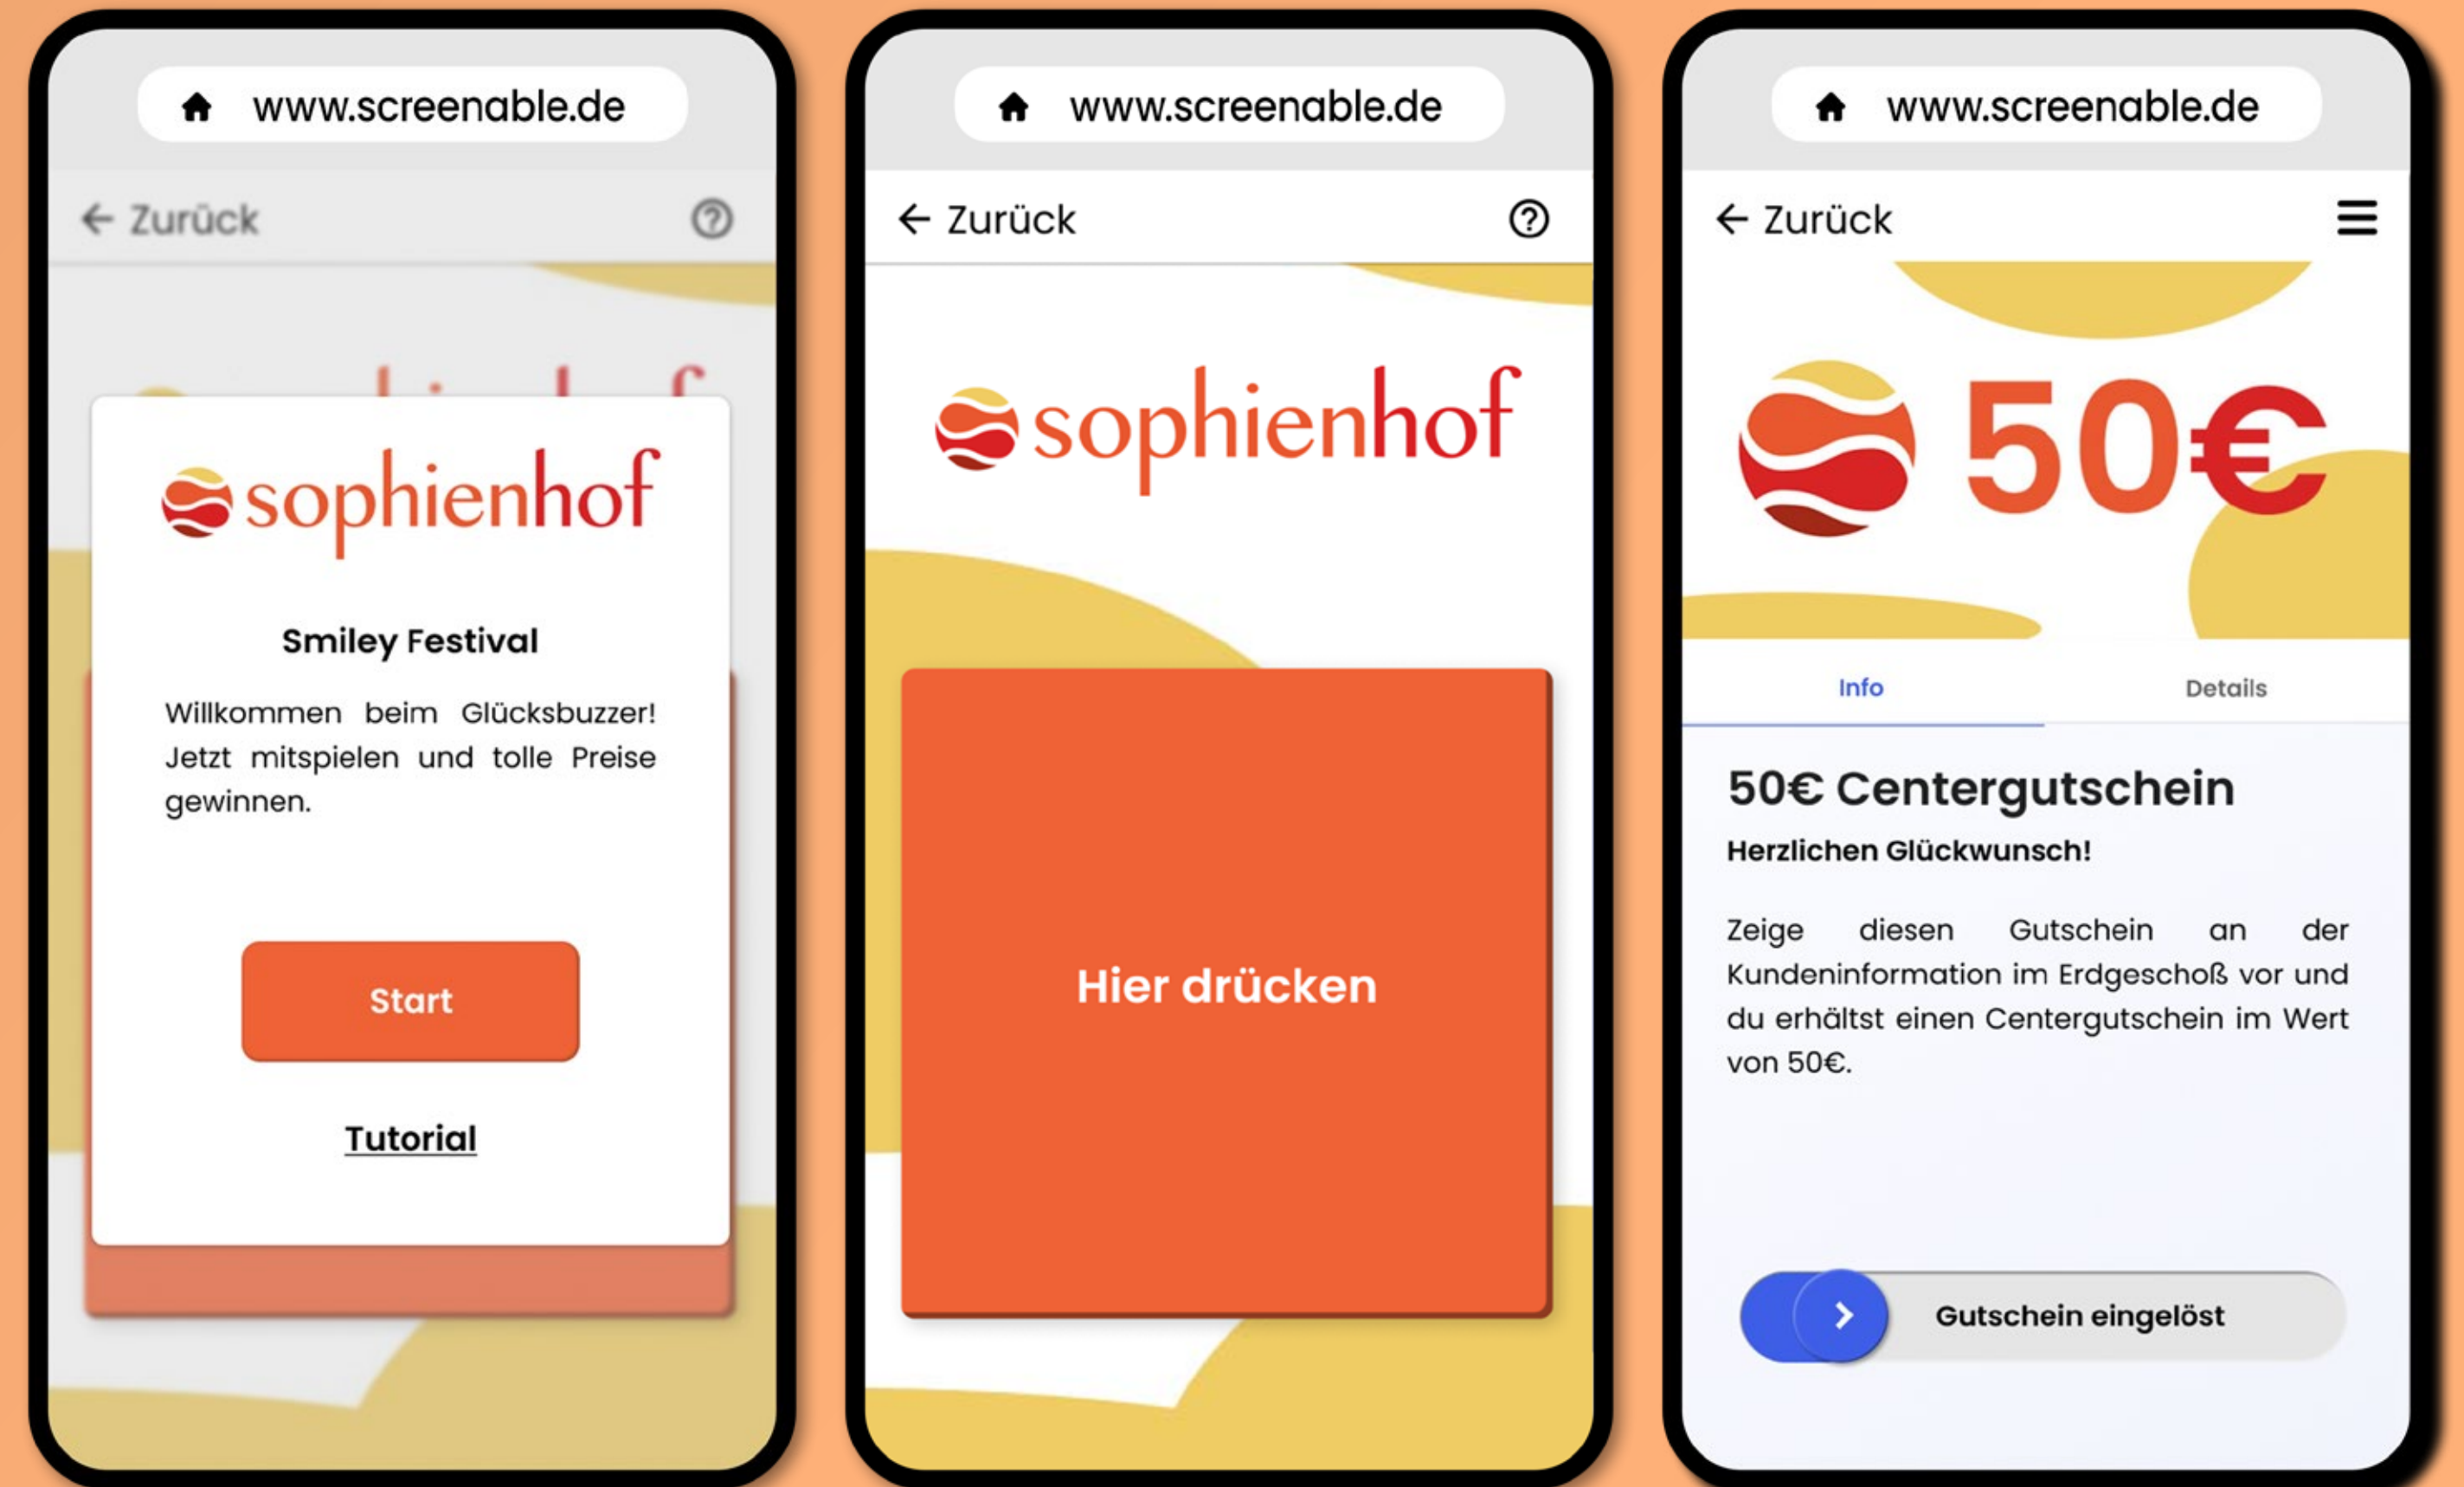 www.screenable.de
← Zurück
sophienhof
Smiley Festival
Willkommen beim Glücksbuzzer!
Jetzt mitspielen und tolle Preise
gewinnen.
Start
Tutorial
www.screenable.de
← Zurück
sophienhof
Hier drücken
www.screenable.de
← Zurück
50€
Info
Details
50€ Centergutschein
Herzlichen Glückwunsch!
Zeige diesen Gutschein an der
Kundeninformation im Erdgeschoß vor und
du erhältst einen Centergutschein im Wert
von 50€.
Gutschein eingelöst